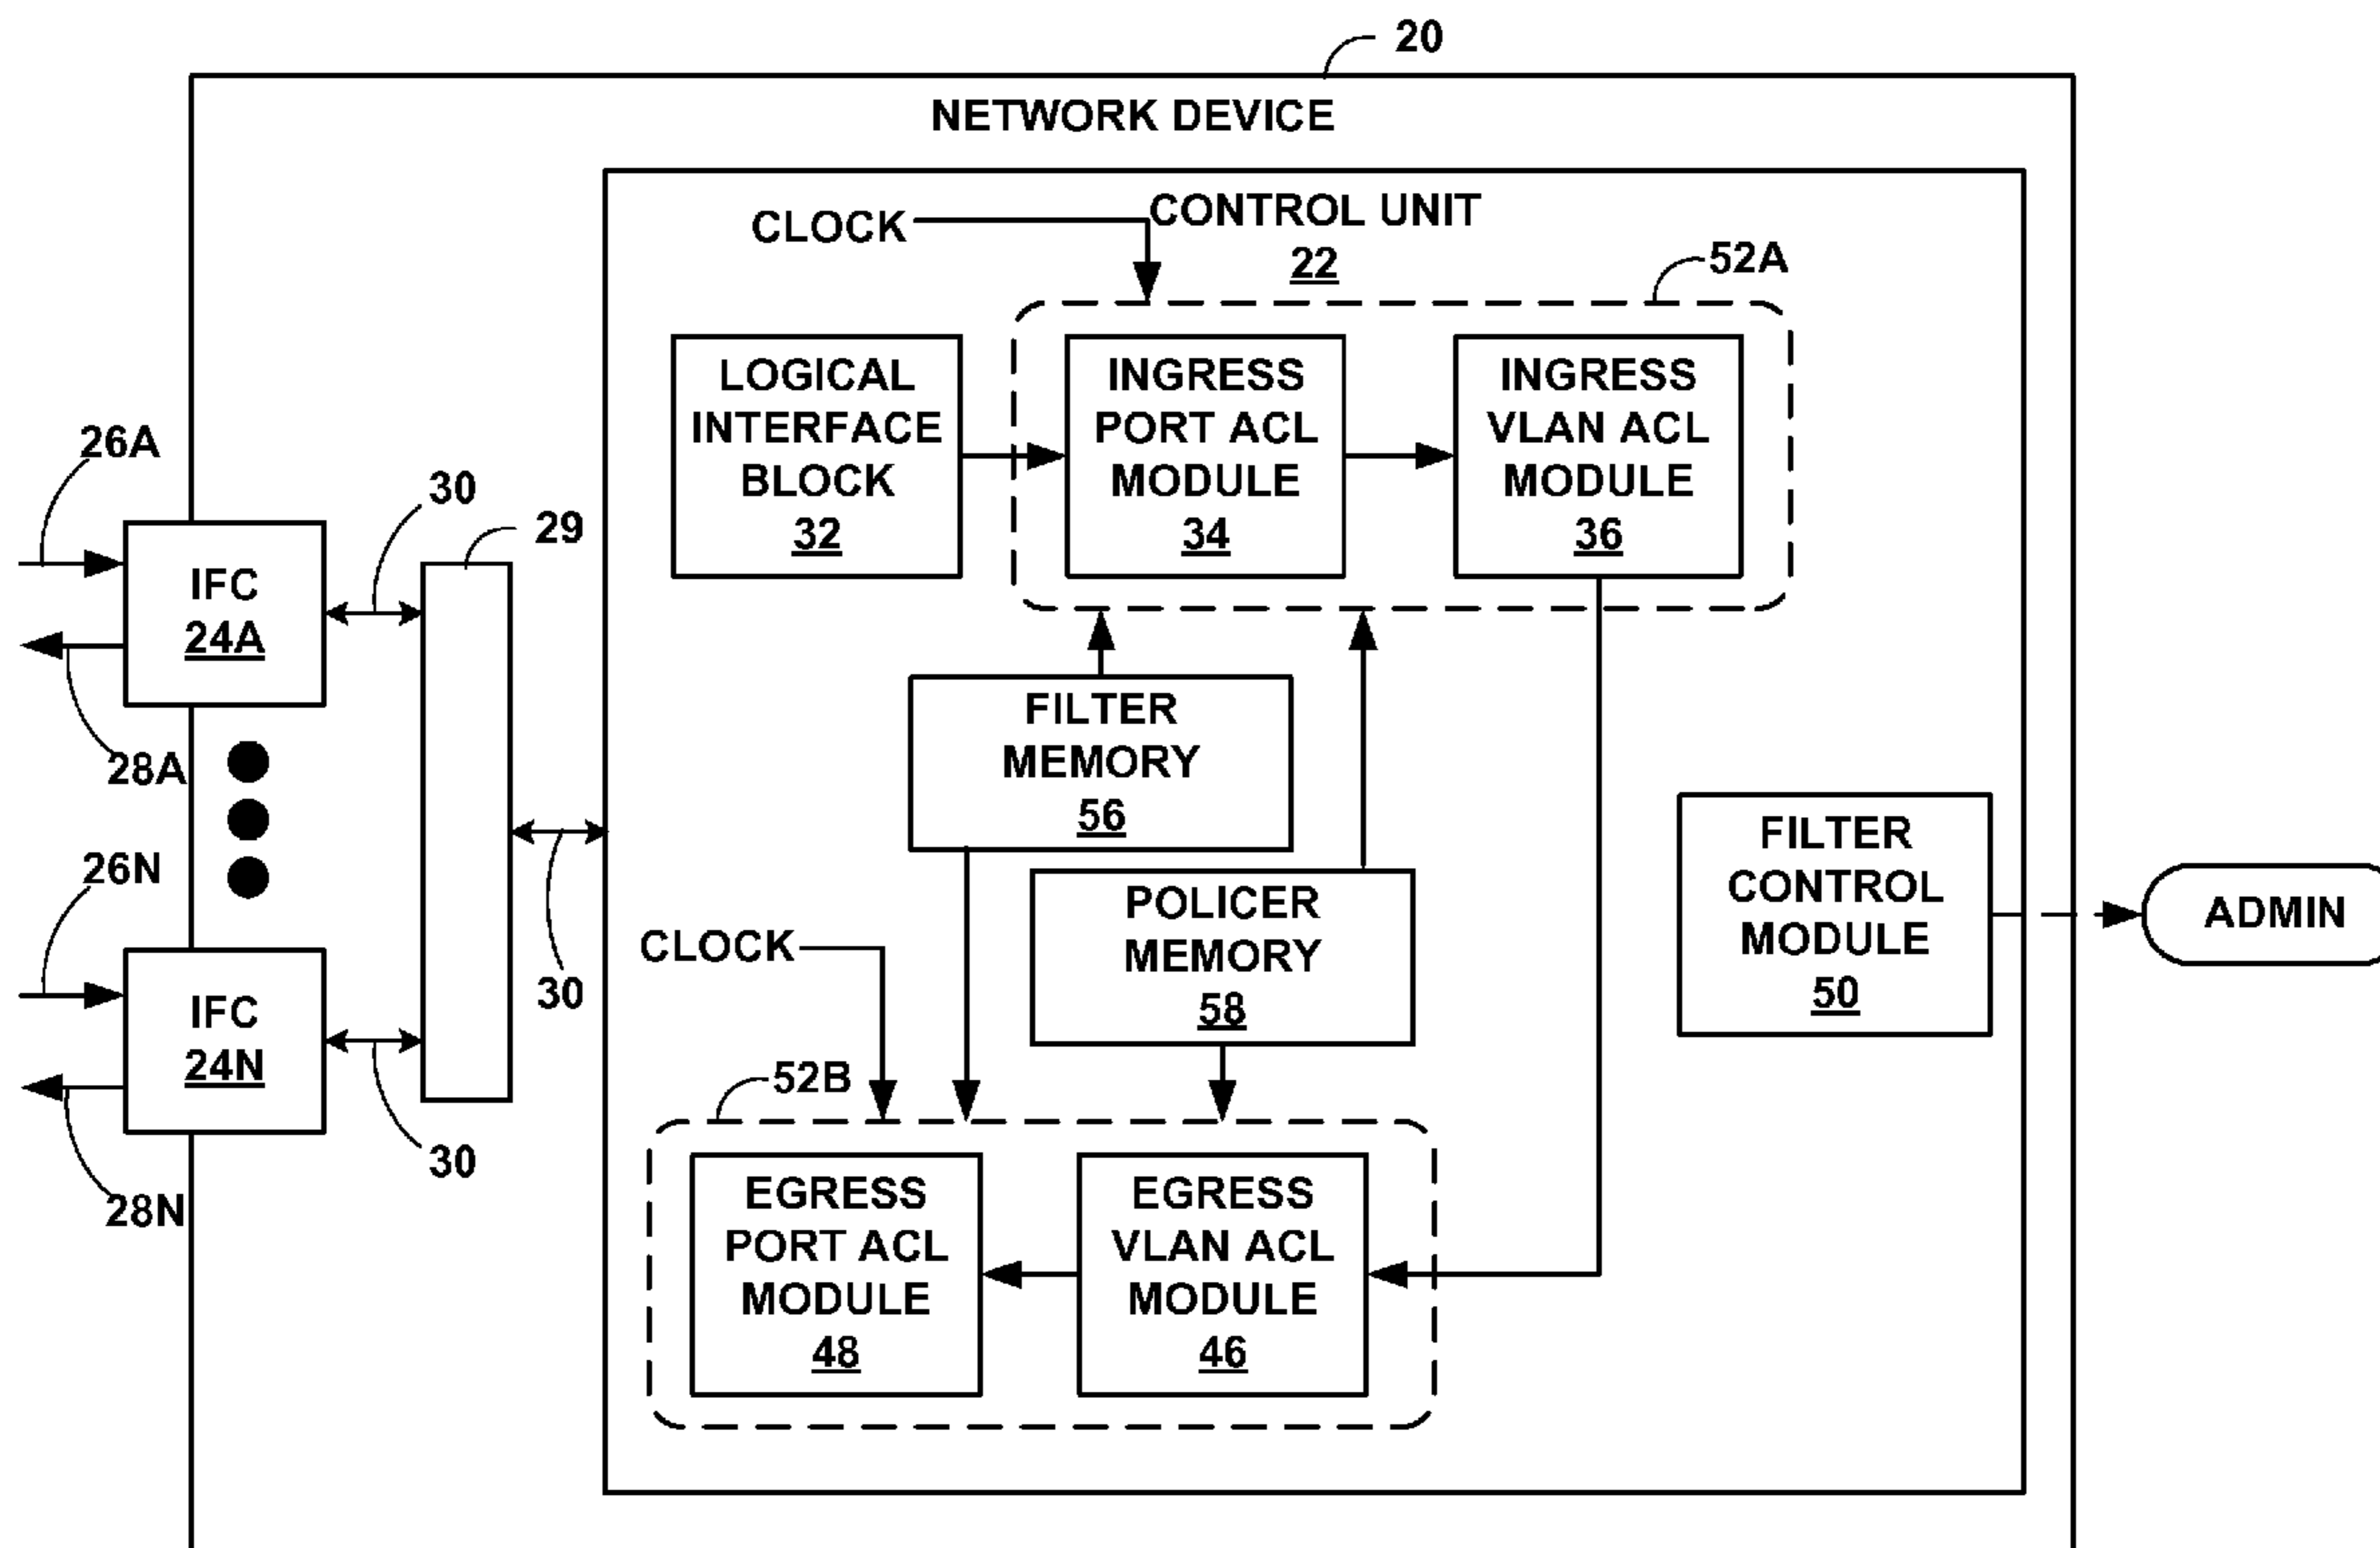 20
NETWORK DEVICE
CLOCK
CONTROL UNIT
22
52A
LOGICAL
INTERFACE
BLOCK
32
INGRESS
PORT ACL
MODULE
34
INGRESS
VLAN ACL
MODULE
36
26A
30
29
IFC
24A
28A
FILTER
MEMORY
56
26N
30
IFC
24N
28N
30
CLOCK
POLICER
MEMORY
58
FILTER
CONTROL
MODULE
50
ADMIN
52B
EGRESS
PORT ACL
MODULE
48
EGRESS
VLAN ACL
MODULE
46